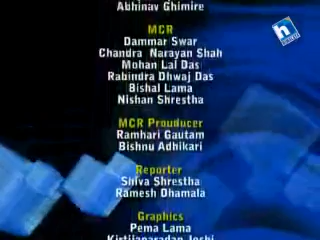 Abhinav Ghimire
MCR
Dammar Swar
Chandra Narayan Shah
Mohan Lal Das
Rabindra Dhwaj Das
Bishal Lama
Nishan Shrestha
MCR Prouducer
Ramhari Gautam
Bishnu Adhikari
Reporter
Shiva Shrestha
Ramesh Dhamala
Graphics
Pema Lama